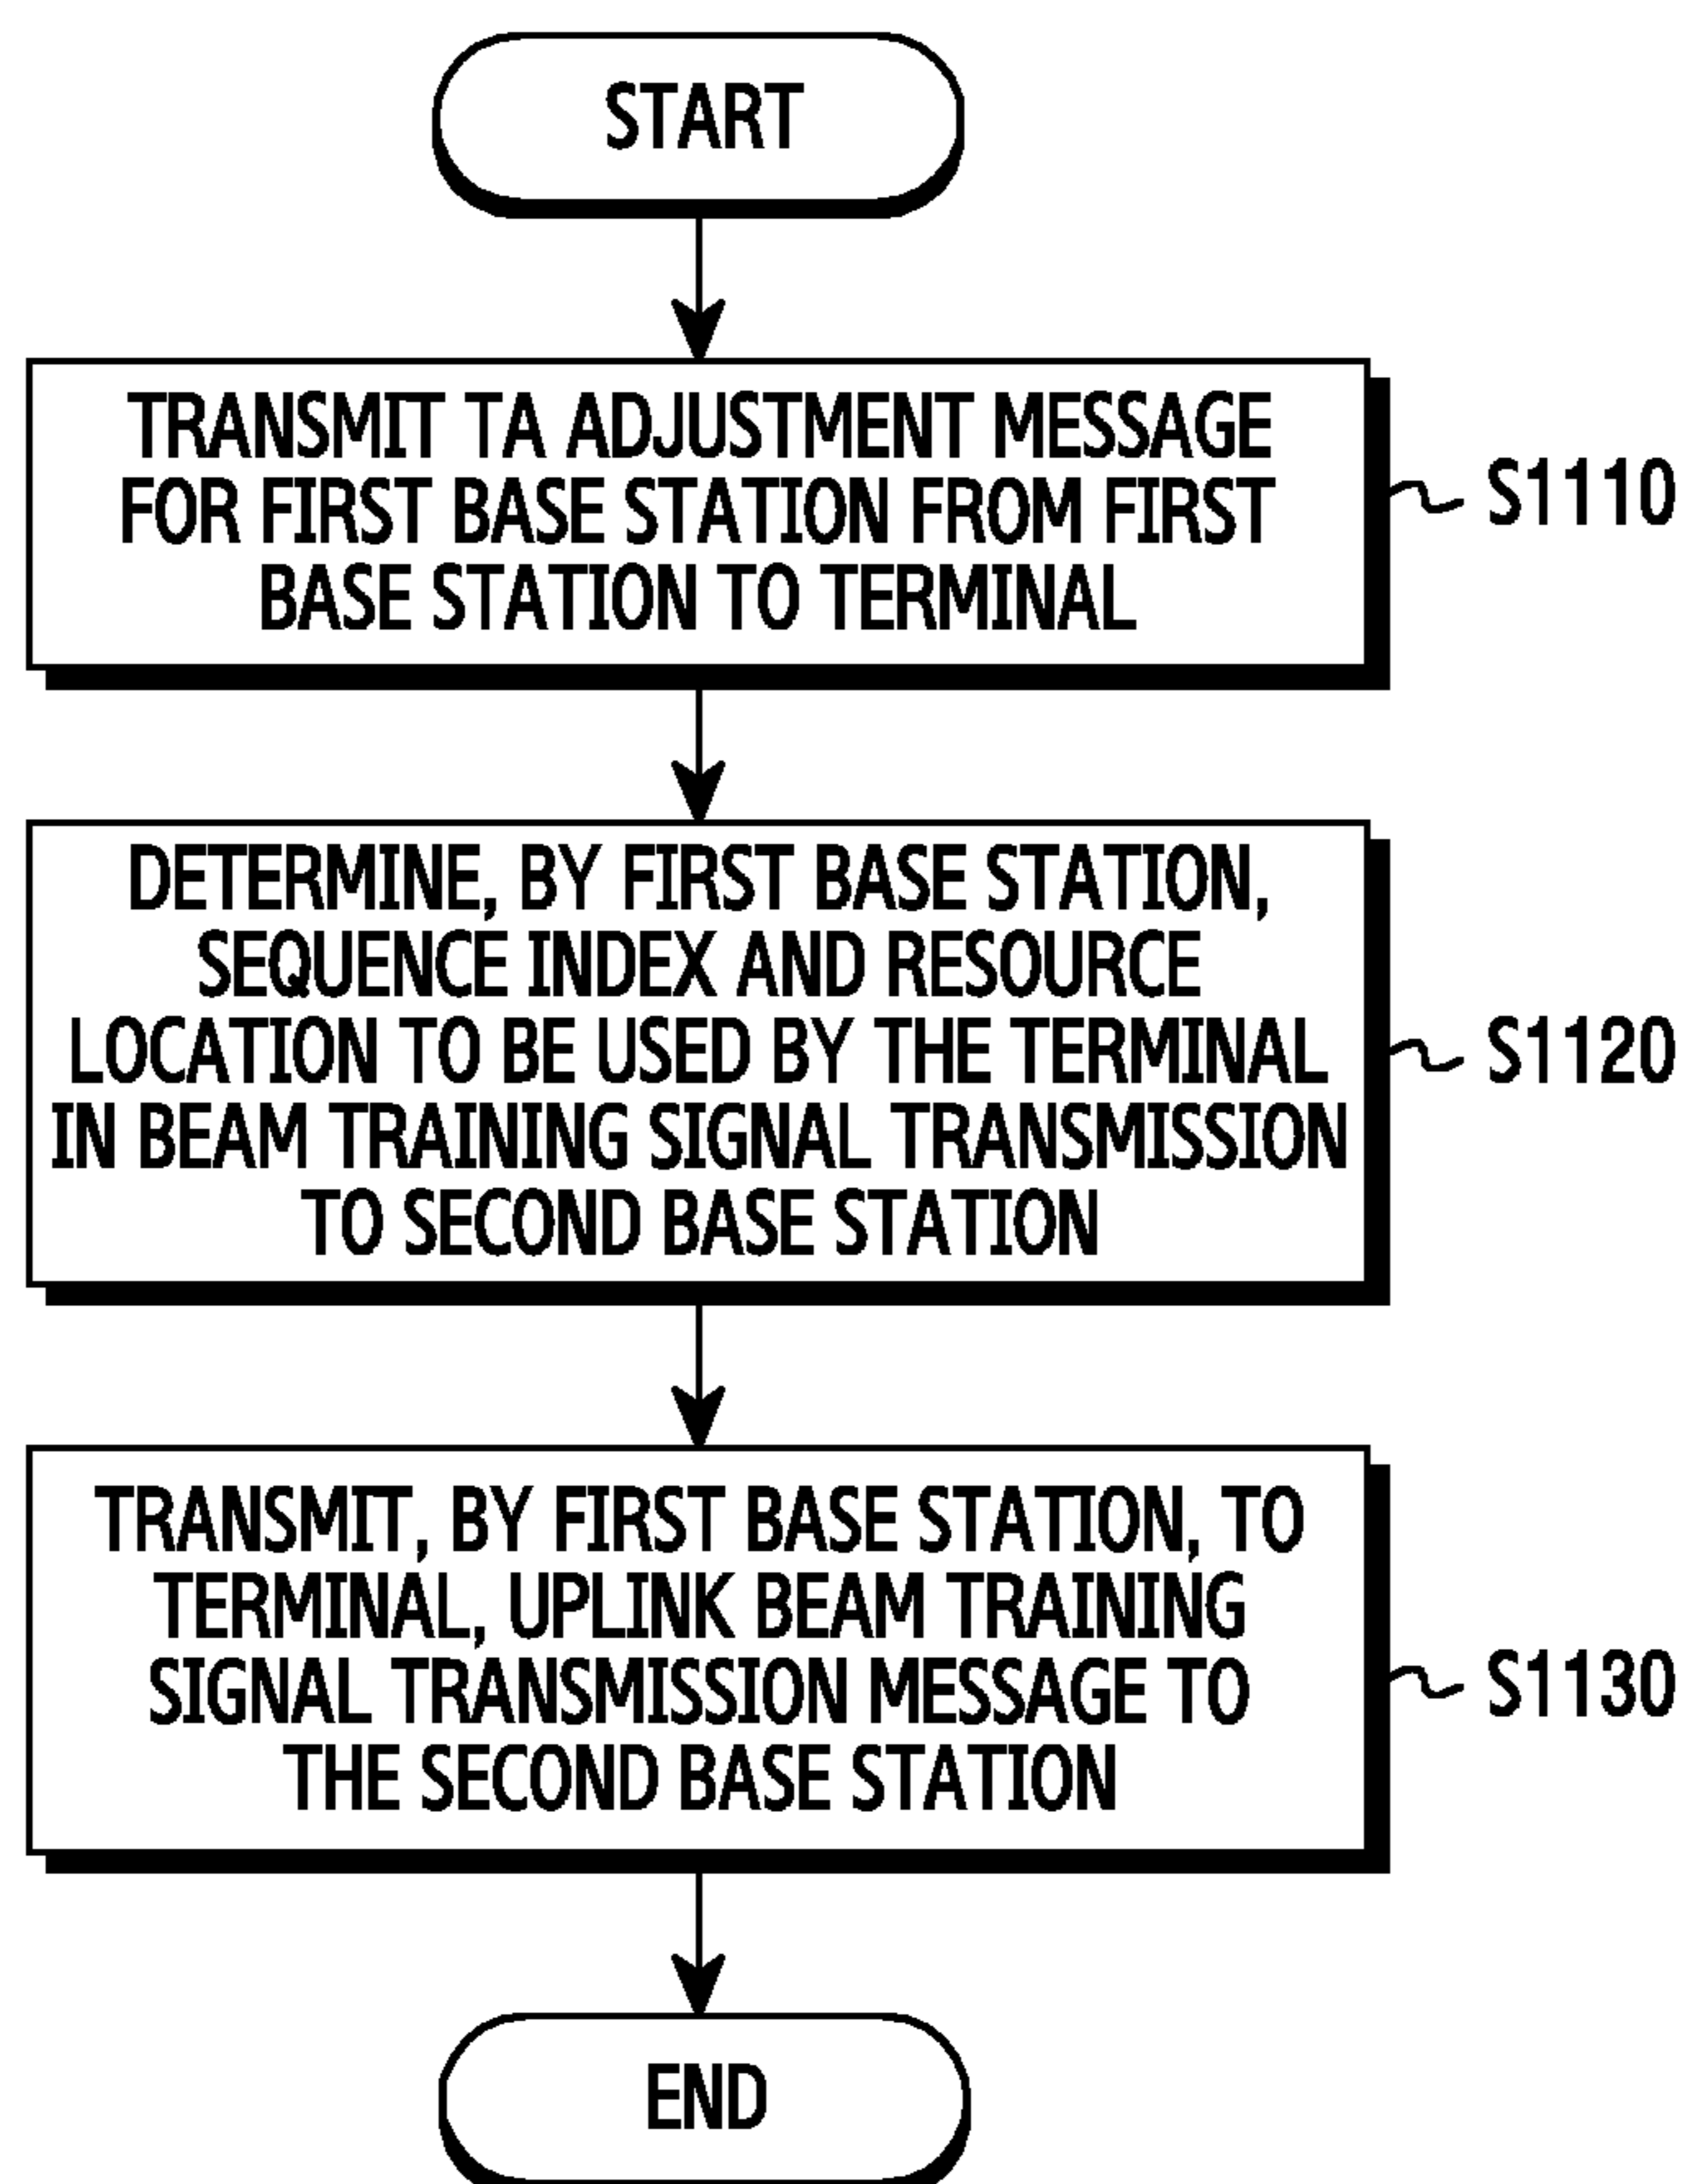 START
TRANSMIT TA ADJUSTMENT MESSAGE
FOR FIRST BASE STATION FROM FIRST
BASE STATION TO TERMINAL
S1110
DETERMINE, BY FIRST BASE STATION,
SEQUENCE INDEX AND RESOURCE
LOCATION TO BE USED BY THE TERMINAL
IN BEAM TRAINING SIGNAL TRANSMISSION
TO SECOND BASE STATION
S1120
TRANSMIT, BY FIRST BASE STATION, TO
TERMINAL, UPLINK BEAM TRAINING
SIGNAL TRANSMISSION MESSAGE TO
THE SECOND BASE STATION
S1130
END